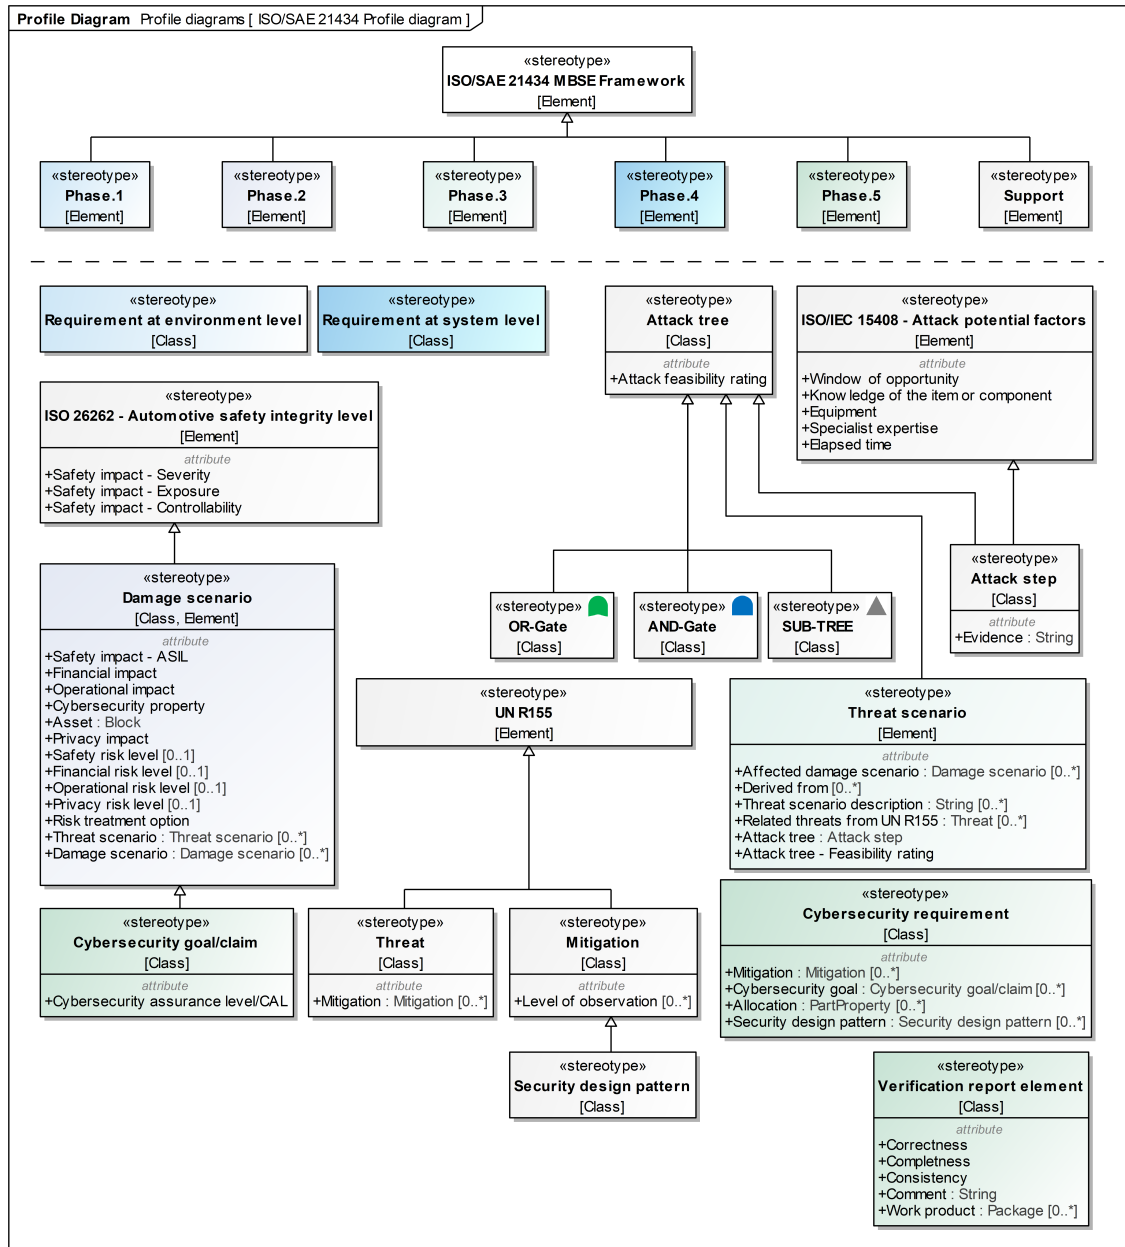 Profile Diagram Profile diagrams [ ISO/SAE 21434 Profile diagram ]
«stereotype»
ISO/SAE 21434 MBSE Framework
[Element]
«stereotype»
Phase.1
[Element]
«stereotype»
Phase.2
[Element]
«stereotype»
Phase.3
[Element]
«stereotype»
Phase.4
[Element]
«stereotype»
Phase.5
[Element]
«stereotype»
Support
[Element]
«stereotype»
Requirement at environment level
[Class]
«stereotype»
Requirement at system level
[Class]
«stereotype»
Attack tree
[Class]
attribute
+Attack feasibility rating
«stereotype»
ISO/IEC 15408 - Attack potential factors
[Element]
attribute
+Window of opportunity
+Knowledge of the item or component
+Equipment
+Specialist expertise
+Elapsed time
«stereotype»
ISO 26262 - Automotive safety integrity level
[Element]
attribute
+Safety impact - Severity
+Safety impact - Exposure
+Safety impact - Controllability
«stereotype»
Attack step
[Class]
attribute
+Evidence : String
«stereotype»
Damage scenario
[Class, Element]
attribute
+Safety impact - ASIL
+Financial impact
+Operational impact
+Cybersecurity property
+Asset : Block
+Privacy impact
+Safety risk level [0..1]
+Financial risk level [0..1]
+Operational risk level [0..1]
+Privacy risk level [0..1]
+Risk treatment option
+Threat scenario : Threat scenario [0..*]
+Damage scenario : Damage scenario [0..*]
«stereotype»
OR-Gate
[Class]
«stereotype»
AND-Gate
[Class]
«stereotype»
SUB-TREE
[Class]
«stereotype»
UN R155
[Element]
«stereotype»
Threat scenario
[Element]
attribute
+Affected damage scenario : Damage scenario [0..*]
+Derived from [0..*]
+Threat scenario description : String [0..*]
+Related threats from UN R155 : Threat [0..*]
+Attack tree : Attack step
+Attack tree - Feasibility rating
«stereotype»
Cybersecurity goal/claim
[Class]
attribute
+Cybersecurity assurance level/CAL
«stereotype»
Threat
[Class]
attribute
+Mitigation : Mitigation [0..*]
«stereotype»
Mitigation
[Class]
attribute
+Level of observation [0..*]
«stereotype»
Cybersecurity requirement
[Class]
attribute
+Mitigation : Mitigation [0..*]
+Cybersecurity goal : Cybersecurity goal/claim [0..*]
+Allocation : PartProperty [0..*]
+Security design pattern : Security design pattern [0..*]
«stereotype»
Security design pattern
[Class]
«stereotype»
Verification report element
[Class]
attribute
+Correctness
+Completness
+Consistency
+Comment : String
+Work product : Package [0..*]